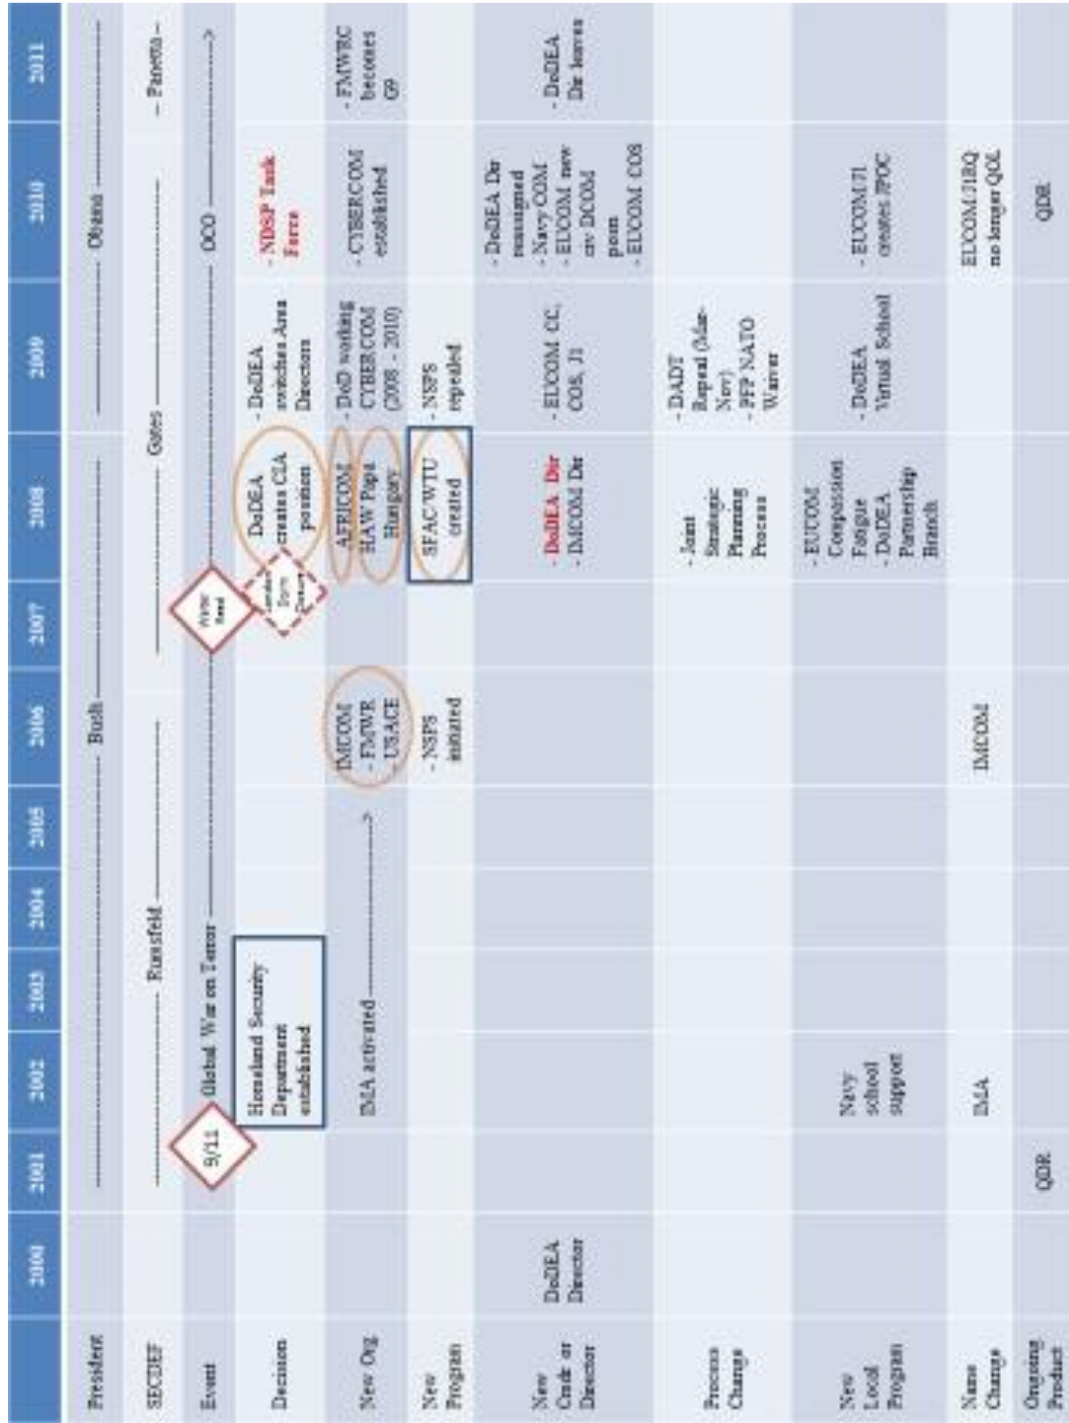 2000 2001 2002 2003 2004 2005 2006 2007 2008 2009 2010 2011
President
Bush
Obama
SECDEF
Rumsfeld
Gates
Panetta
Event
9/11
Global War on Terror
OCO
Decision
Homeland Security
Department
established
DoDEA
creates CLA
position
- DoDEA
switches Area
Directors
- NDSP Task
Force
New Org
IMA activated
IMCOM
- FMWR
- USACE
AFRICOM
HAW Papa
Hungary
- DoD working
CYBERCOM
(2008 - 2010)
- CYBERCOM
established
- FMWRC
becomes
G9
New
Program
- NSPS
initiated
SFAC/WTU
created
- NSPS
repealed
New
Cmdr or
Director
DoDEA
Director
- DoDEA Dir
- IMCOM Dir
- EUCOM CC,
COS, J1
- DoDEA Dir
reassigned
- Navy COM
- EUCOM new
civ DCOM
positn
- EUCOM COS
- DoDEA
Dir leaves
Process
Change
- Joint
Strategic
Planning
Process
- DADT
Repeal (Mar-
Nov)
- PFP NATO
Waiver
New
Local
Program
Navy
school
support
- EUCOM
Compassion
Fatigue
- DoDEA
Partnership
Branch
- DoDEA
Virtual School
- EUCOM/J1
creates JPOC
Name
Change
IMA
IMCOM
EUCOM/J1RQ
no longer QOL
Ongoing
Product
QDR
QDR